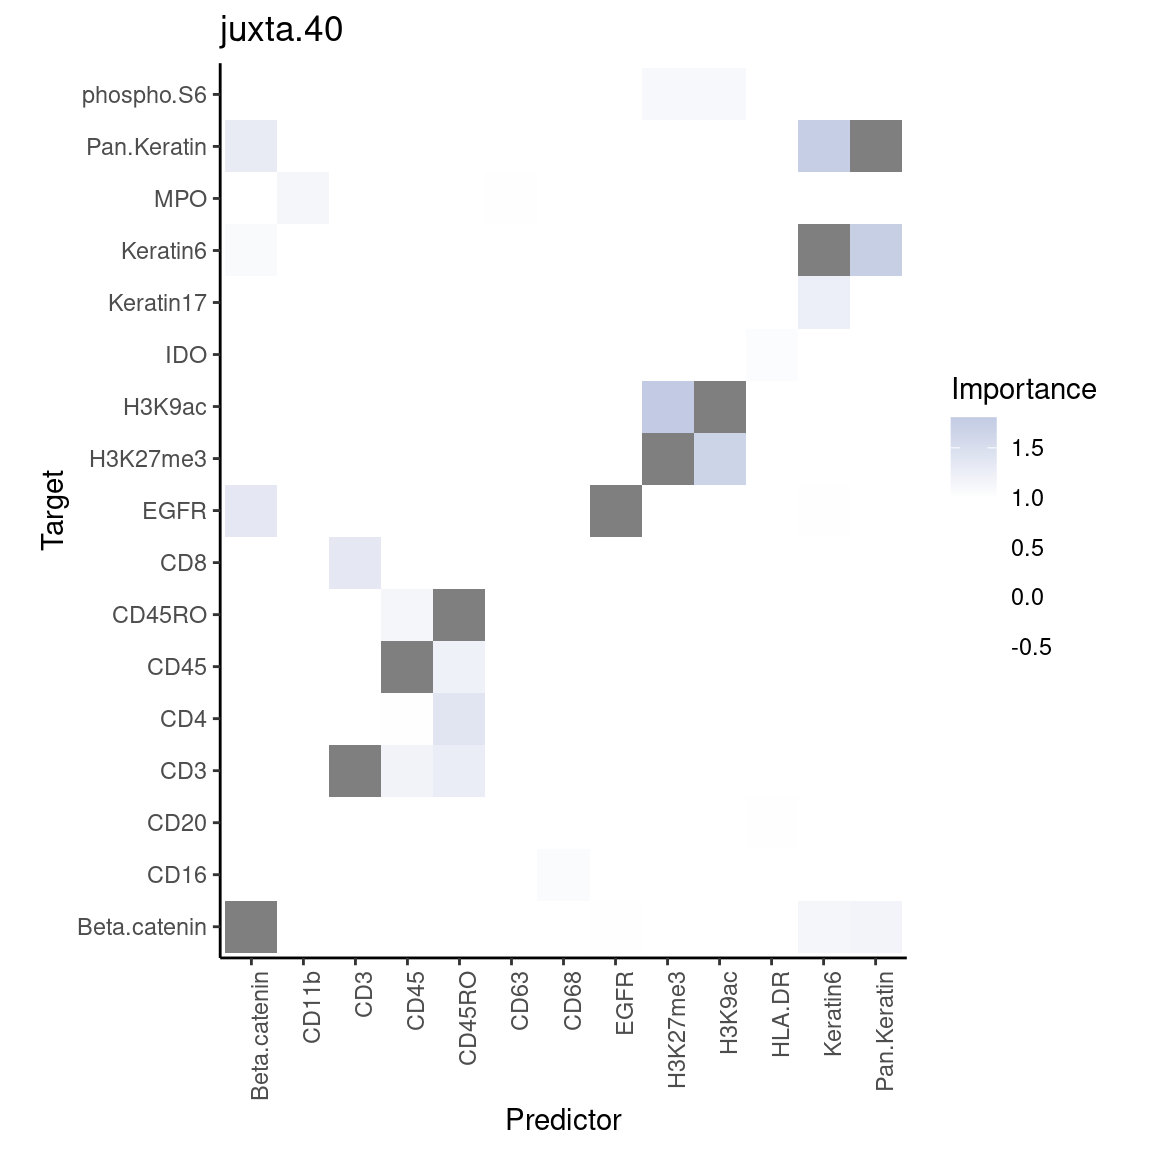 juxta.40
phospho.S6
Pan.Keratin
MPO
Keratin6
Keratin17
IDO
H3K9ac
H3K27me3
EGFR
CD8
CD45RO
CD45
CD4
CD3
CD20
CD16
Beta.catenin
Target
Beta.catenin
CD11b
CD3
CD45
CD45RO
CD63
CD68
EGFR
H3K27me3
H3K9ac
HLA.DR
Keratin6
Pan.Keratin
Predictor
Importance
1.5
1.0
0.5
0.0
-0.5